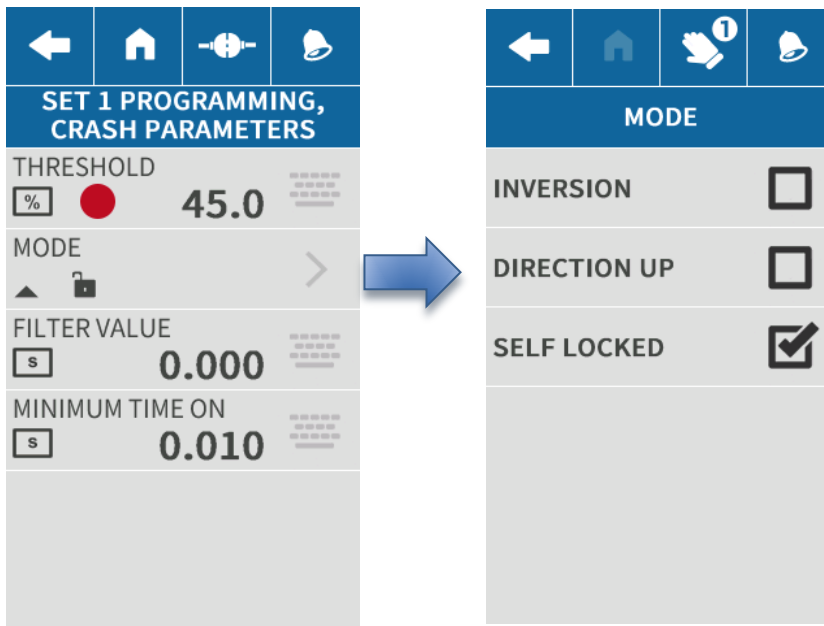 SET 1 PROGRAMMING,
CRASH PARAMETERS
THRESHOLD
% 45.0
MODE
FILTER VALUE
s 0.000
MINIMUM TIME ON
s 0.010
1
MODE
INVERSION
DIRECTION UP
SELF LOCKED